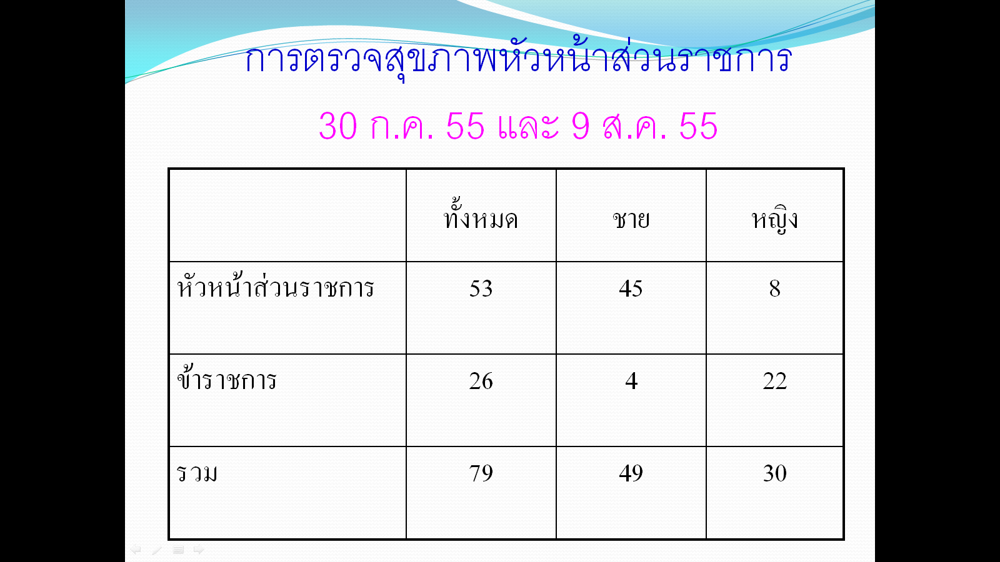 การตรวจสุขภาพหัวหน้าส่วนราชการ
30 ก.ค. 55 และ 9 ส.ค. 55
ทั้งหมด ชาย หญิง
หัวหน้าส่วนราชการ 53 45 8
ข้าราชการ 26 4 22
รวม 79 49 30